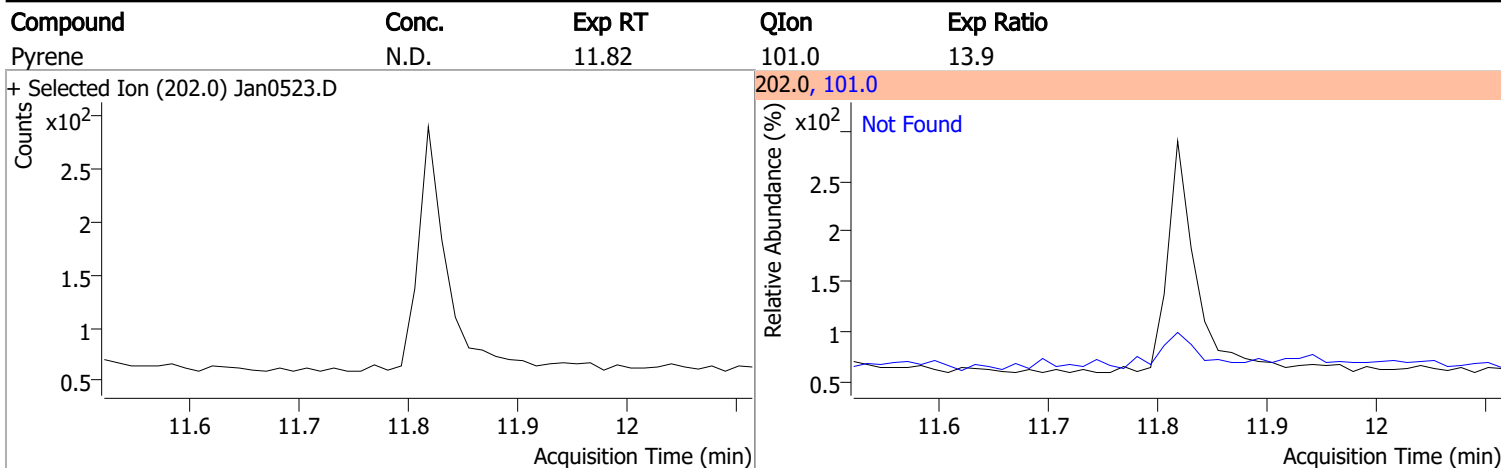 Compound Conc. Exp RT QIon Exp Ratio
Pyrene N.D. 11.82 101.0 13.9
+ Selected Ion (202.0) Jan0523.D
Counts
x10²
2.5
2
1.5
1
0.5
11.6 11.7 11.8 11.9 12
Acquisition Time (min)
202.0, 101.0
Relative Abundance (%)
x10²
Not Found
2.5
2
1.5
1
0.5
11.6 11.7 11.8 11.9 12
Acquisition Time (min)